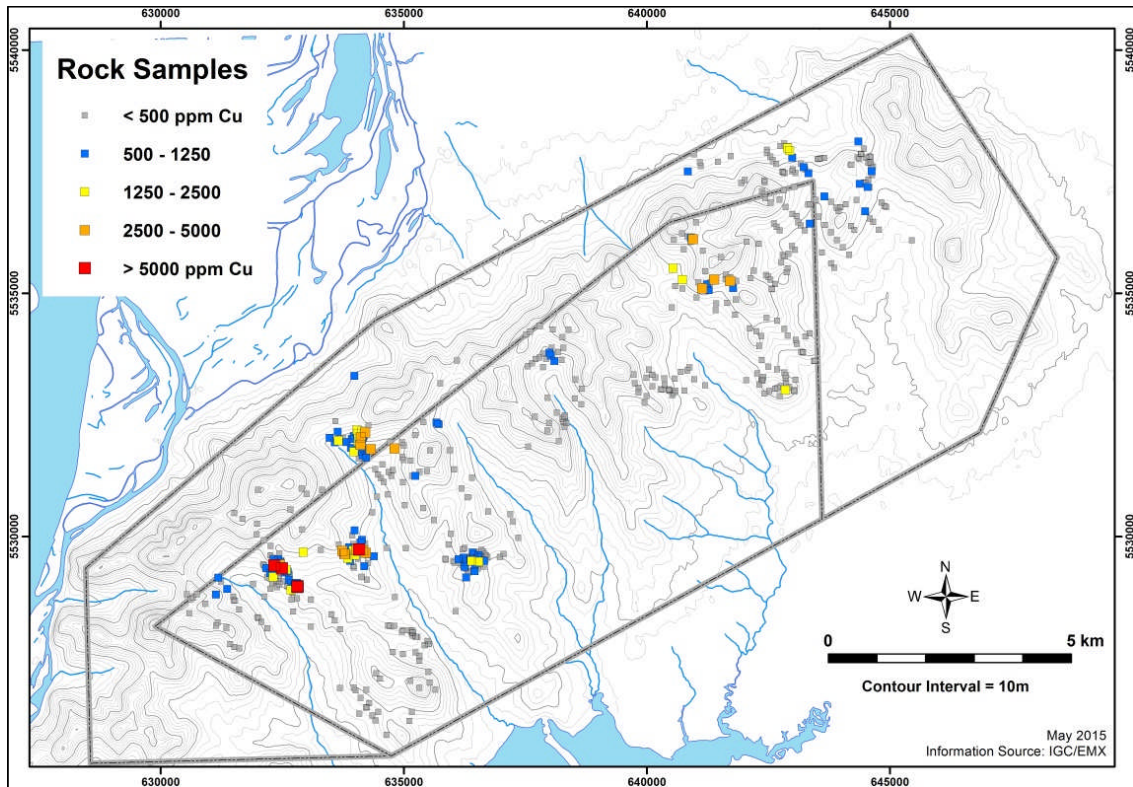 630000 635000 640000 645000
5540000 5540000
Rock Samples
< 500 ppm Cu
500 - 1250
1250 - 2500
2500 - 5000
> 5000 ppm Cu
5535000 5535000
5530000 5530000
N
W E
S
0 5 km
Contour Interval = 10m
May 2015
Information Source: IGC/EMX
630000 635000 640000 645000